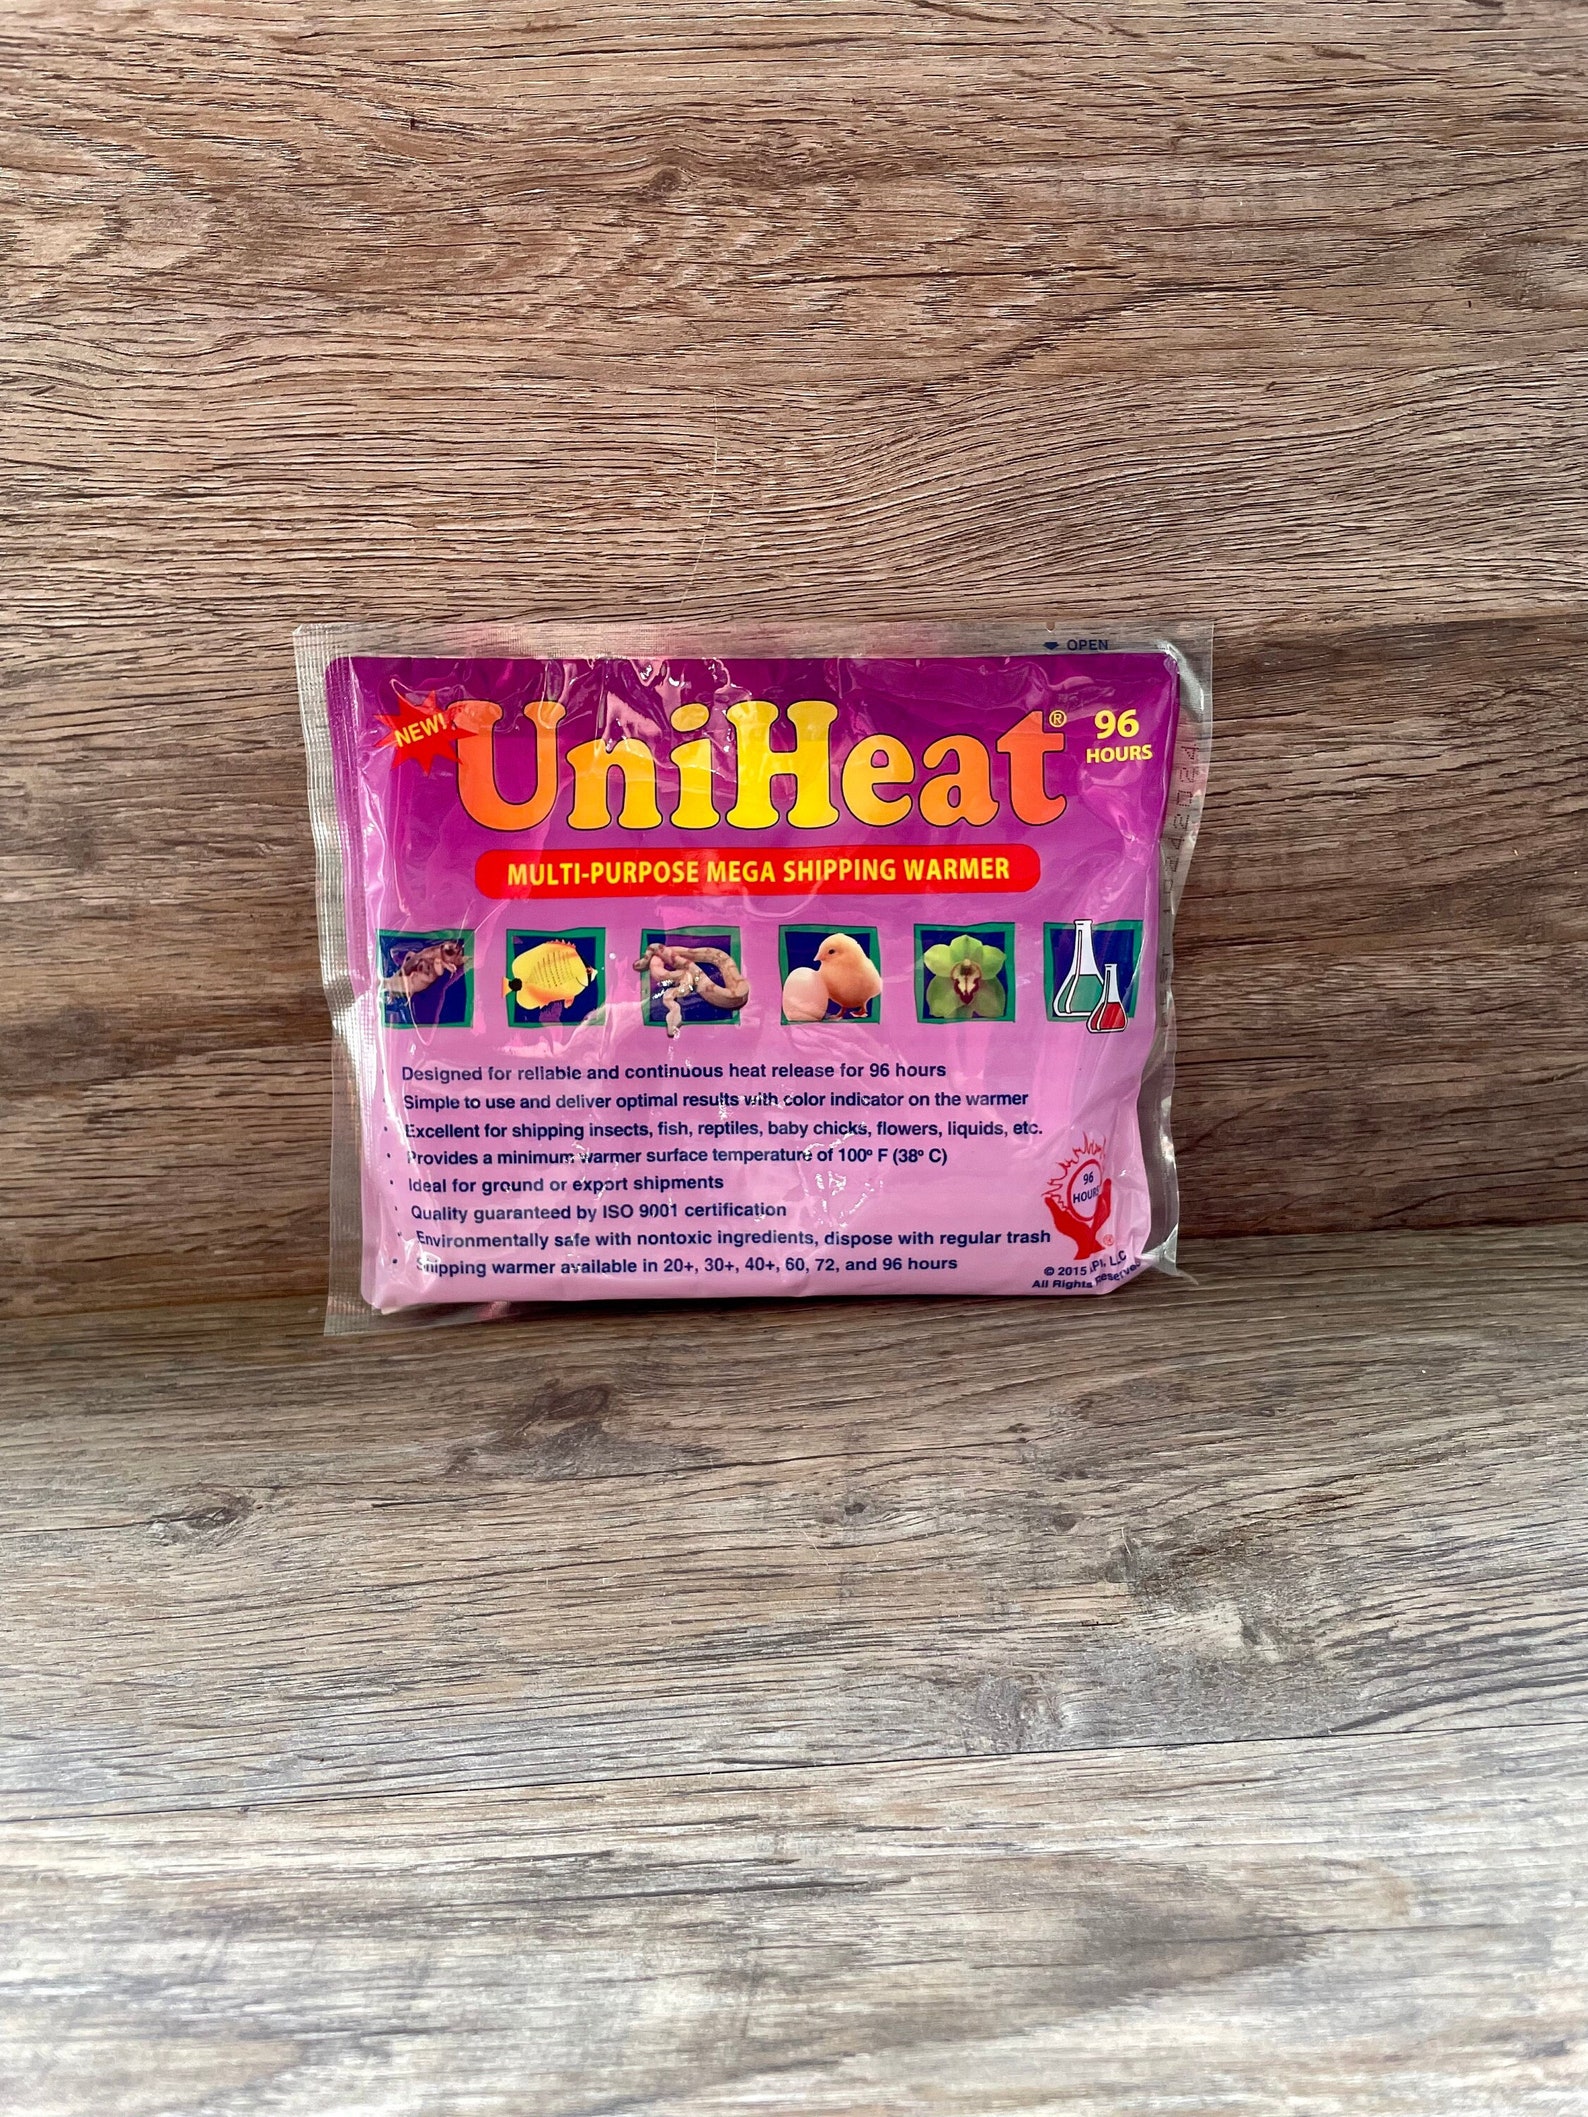 OPEN
NEW!
UniHeat®
96
HOURS
MULTI-PURPOSE MEGA SHIPPING WARMER
• Designed for reliable and continuous heat release for 96 hours
• Simple to use and deliver optimal results with color indicator on the warmer
• Excellent for shipping insects, fish, reptiles, baby chicks, flowers, liquids, etc.
• Provides a minimum warmer surface temperature of 100º F (38º C)
• Ideal for ground or export shipments
• Quality guaranteed by ISO 9001 certification
• Environmentally safe with nontoxic ingredients, dispose with regular trash
• Shipping warmer available in 20+, 30+, 40+, 60, 72, and 96 hours
96
HOURS
®
© 2015 API, LLC
All Rights Reserved